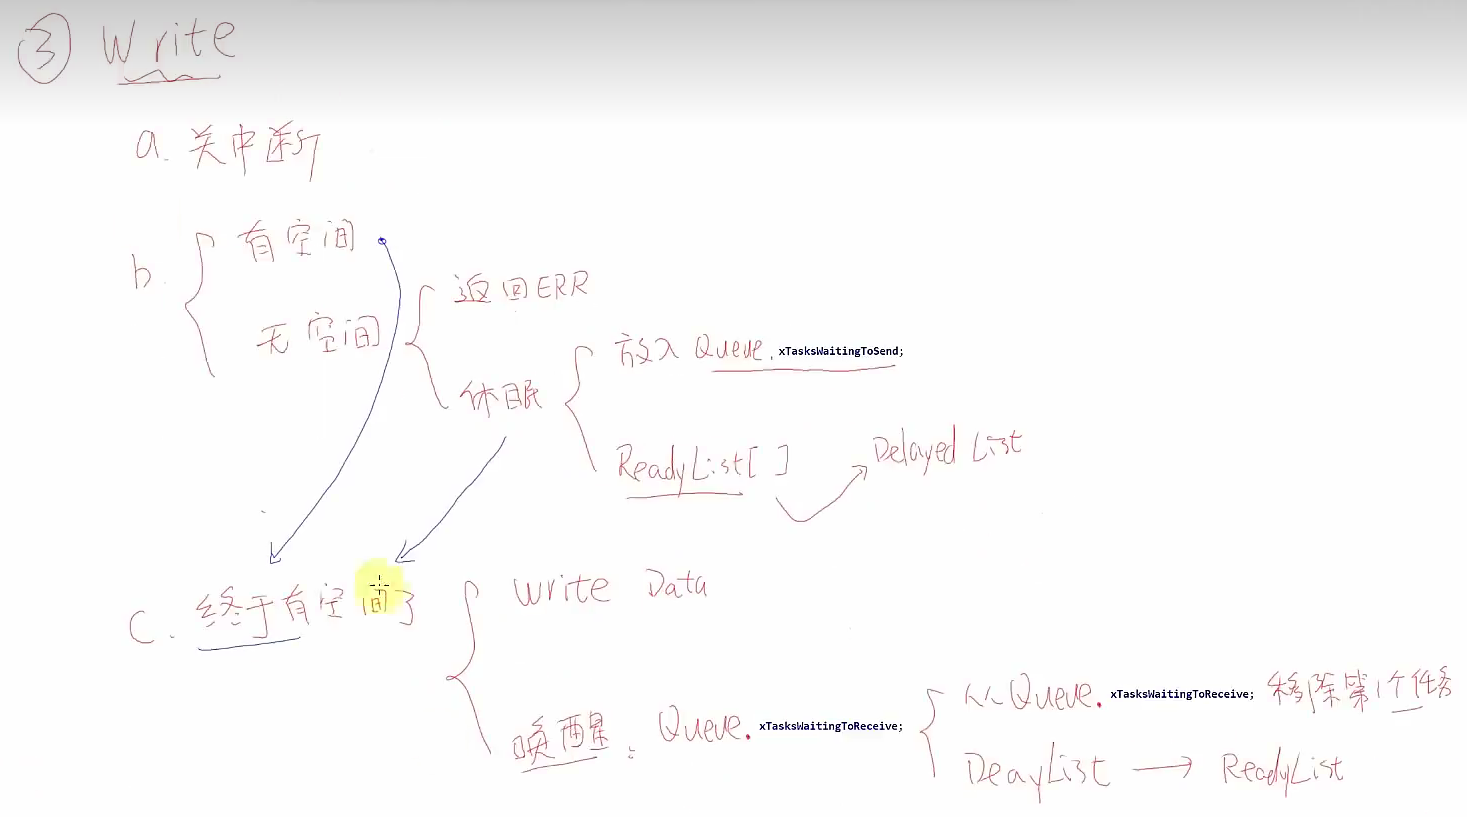 ③ Write
a. 关中断
b. 有空间
无空间
返回ERR
休眠
放入 Queue. xTasksWaitingToSend;
ReadyList[ ]
Delayed List
c. 终于有空间了
Write Data
唤醒: Queue. xTasksWaitingToReceive;
从Queue. xTasksWaitingToReceive; 移除第1个任务
DeayList → ReadyList